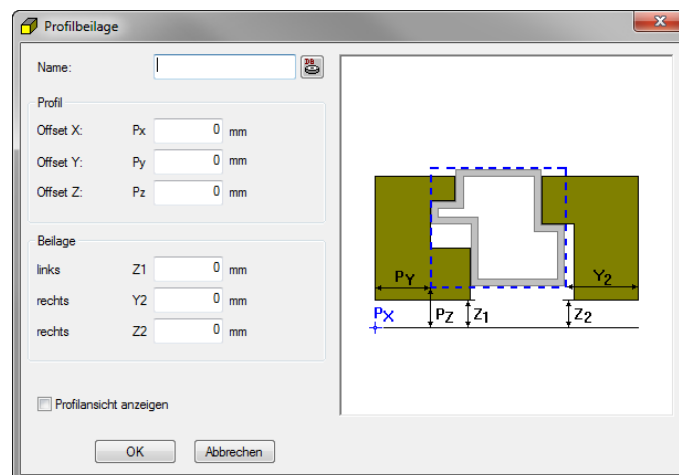 Profilbeilage
Name:
DB
Profil
Offset X: Px 0 mm
Offset Y: Py 0 mm
Offset Z: Pz 0 mm
Beilage
links Z1 0 mm
rechts Y2 0 mm
rechts Z2 0 mm
Profilansicht anzeigen
OK Abbrechen
PY Y2
PX PZ Z1 Z2